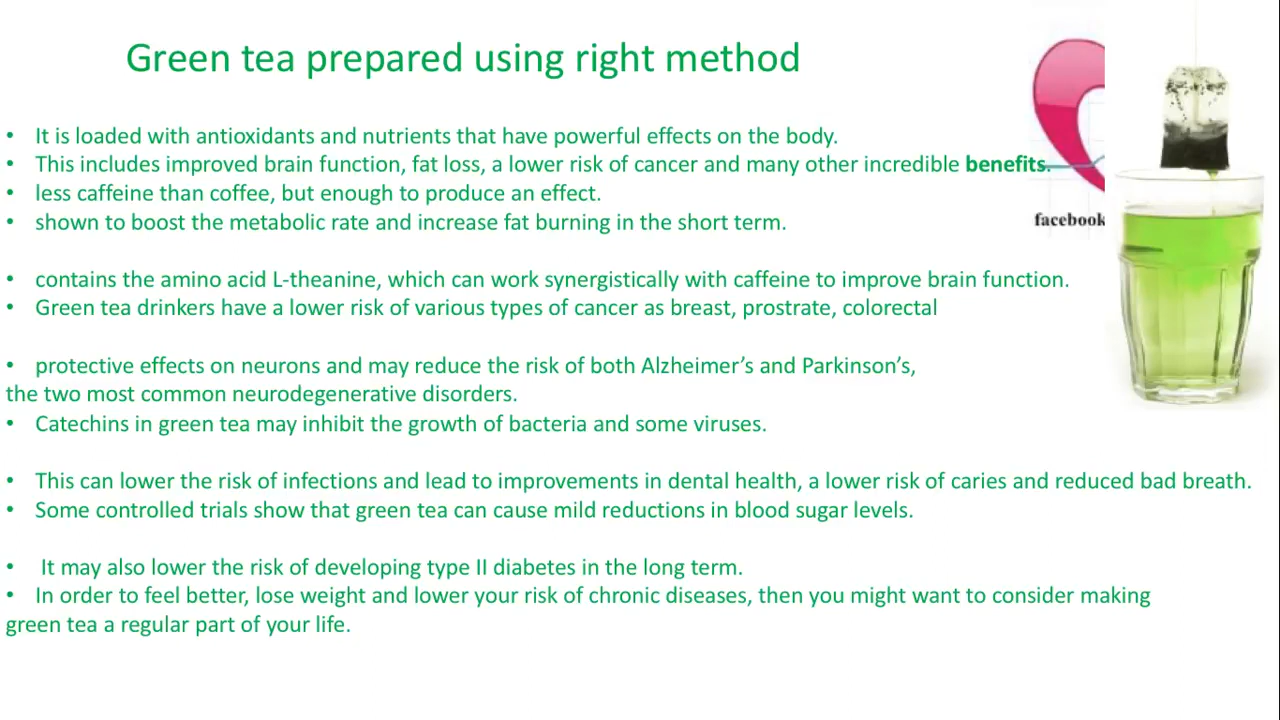 Green tea prepared using right method
• It is loaded with antioxidants and nutrients that have powerful effects on the body.
• This includes improved brain function, fat loss, a lower risk of cancer and many other incredible benefits.
• less caffeine than coffee, but enough to produce an effect.
• shown to boost the metabolic rate and increase fat burning in the short term.
facebook
• contains the amino acid L-theanine, which can work synergistically with caffeine to improve brain function.
• Green tea drinkers have a lower risk of various types of cancer as breast, prostrate, colorectal
• protective effects on neurons and may reduce the risk of both Alzheimer’s and Parkinson’s,
the two most common neurodegenerative disorders.
• Catechins in green tea may inhibit the growth of bacteria and some viruses.
• This can lower the risk of infections and lead to improvements in dental health, a lower risk of caries and reduced bad breath.
• Some controlled trials show that green tea can cause mild reductions in blood sugar levels.
• It may also lower the risk of developing type II diabetes in the long term.
• In order to feel better, lose weight and lower your risk of chronic diseases, then you might want to consider making
green tea a regular part of your life.